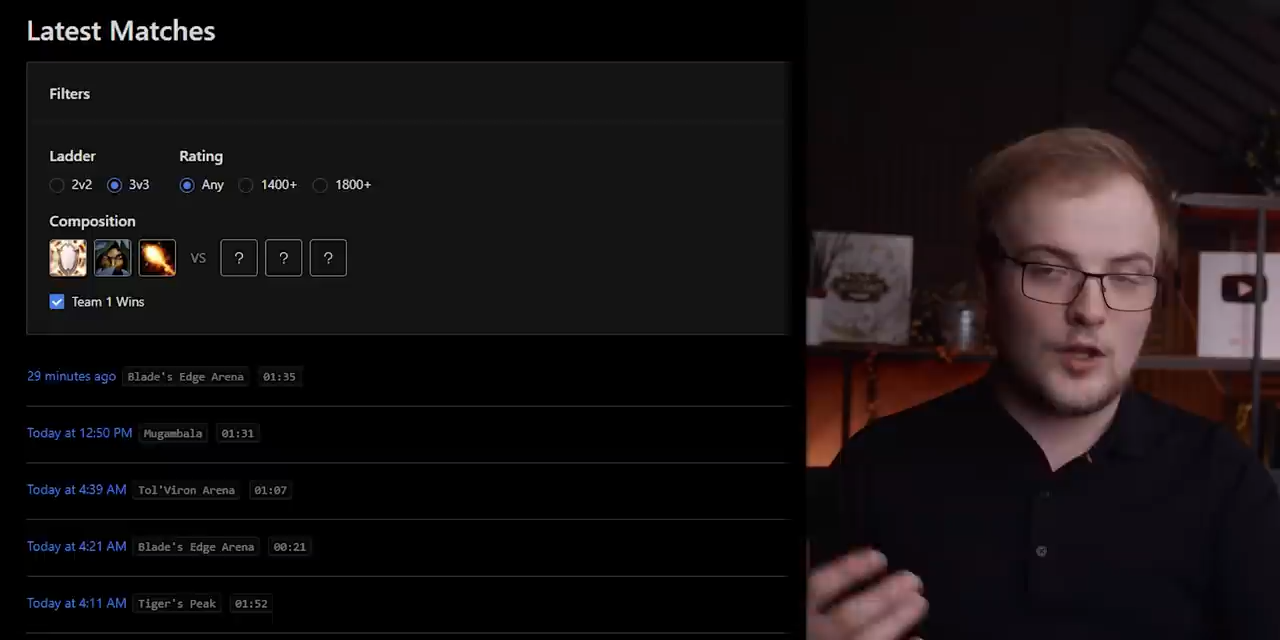 Latest Matches
Filters
Ladder Rating
2v2 3v3 Any 1400+ 1800+
Composition
VS ? ? ?
Team 1 Wins
29 minutes ago Blade's Edge Arena 01:35
Today at 12:50 PM Mugambala 01:31
Today at 4:39 AM Tol'Viron Arena 01:07
Today at 4:21 AM Blade's Edge Arena 00:21
Today at 4:11 AM Tiger's Peak 01:52